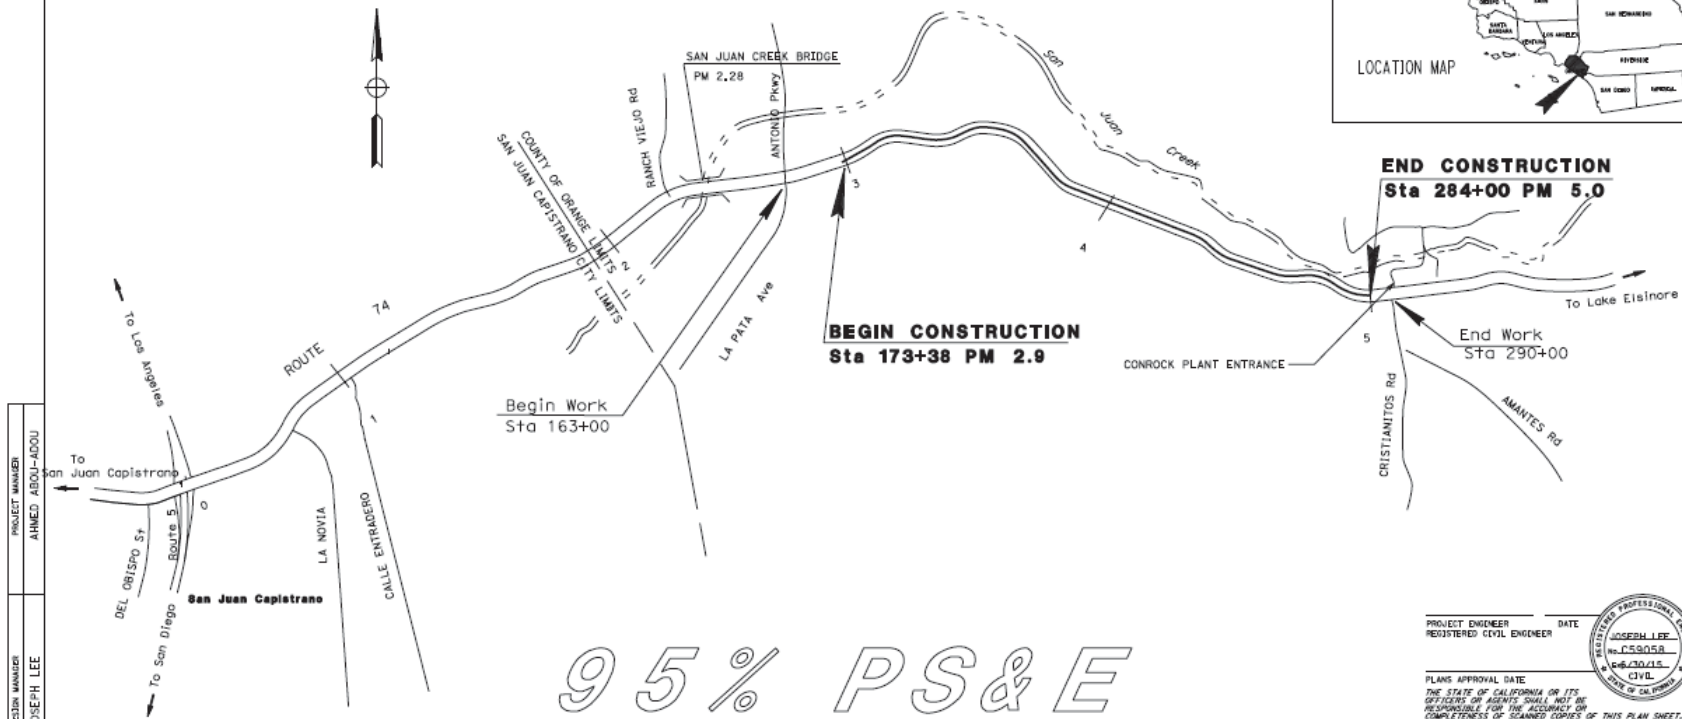 SAN JUAN CREEK BRIDGE
PM 2.28
RANCH VIEJO Rd
ANTONIO PKwy
San
Juan
Creek
LOCATION MAP
SANTA
BARBARA
VENTURA
LOS ANGELES
SAN BERNARDINO
RIVERSIDE
SAN DIEGO
IMPERIAL
COUNTY OF ORANGE LIMITS
SAN JUAN CAPISTRANO CITY LIMITS
END CONSTRUCTION
Sta 284+00 PM 5.0
2
3
4
5
To Lake Elsinore
To Los Angeles
ROUTE 74
LA PATA Ave
BEGIN CONSTRUCTION
Sta 173+38 PM 2.9
End Work
Sta 290+00
CONROCK PLANT ENTRANCE
CRISTIANITOS Rd
AMANTES Rd
Begin Work
Sta 163+00
1
To
San Juan Capistrano
0
DEL OBISPO St
Route 5
LA NOVIA
CALLE ENTRADERO
San Juan Capistrano
To San Diego
PROJECT MANAGER
AHMED ABOU-ADOU
DESIGN MANAGER
JOSEPH LEE
95% PS&E
PROJECT ENGINEER DATE
REGISTERED CIVIL ENGINEER
PLANS APPROVAL DATE
THE STATE OF CALIFORNIA OR ITS
OFFICERS OR AGENTS SHALL NOT BE
RESPONSIBLE FOR THE ACCURACY OR
COMPLETENESS OF SCANNED COPIES OF THIS PLAN SHEET.
REGISTERED PROFESSIONAL
JOSEPH LEE
No. C59058
Exp 6/30/15
CIVIL
STATE OF CALIFORNIA